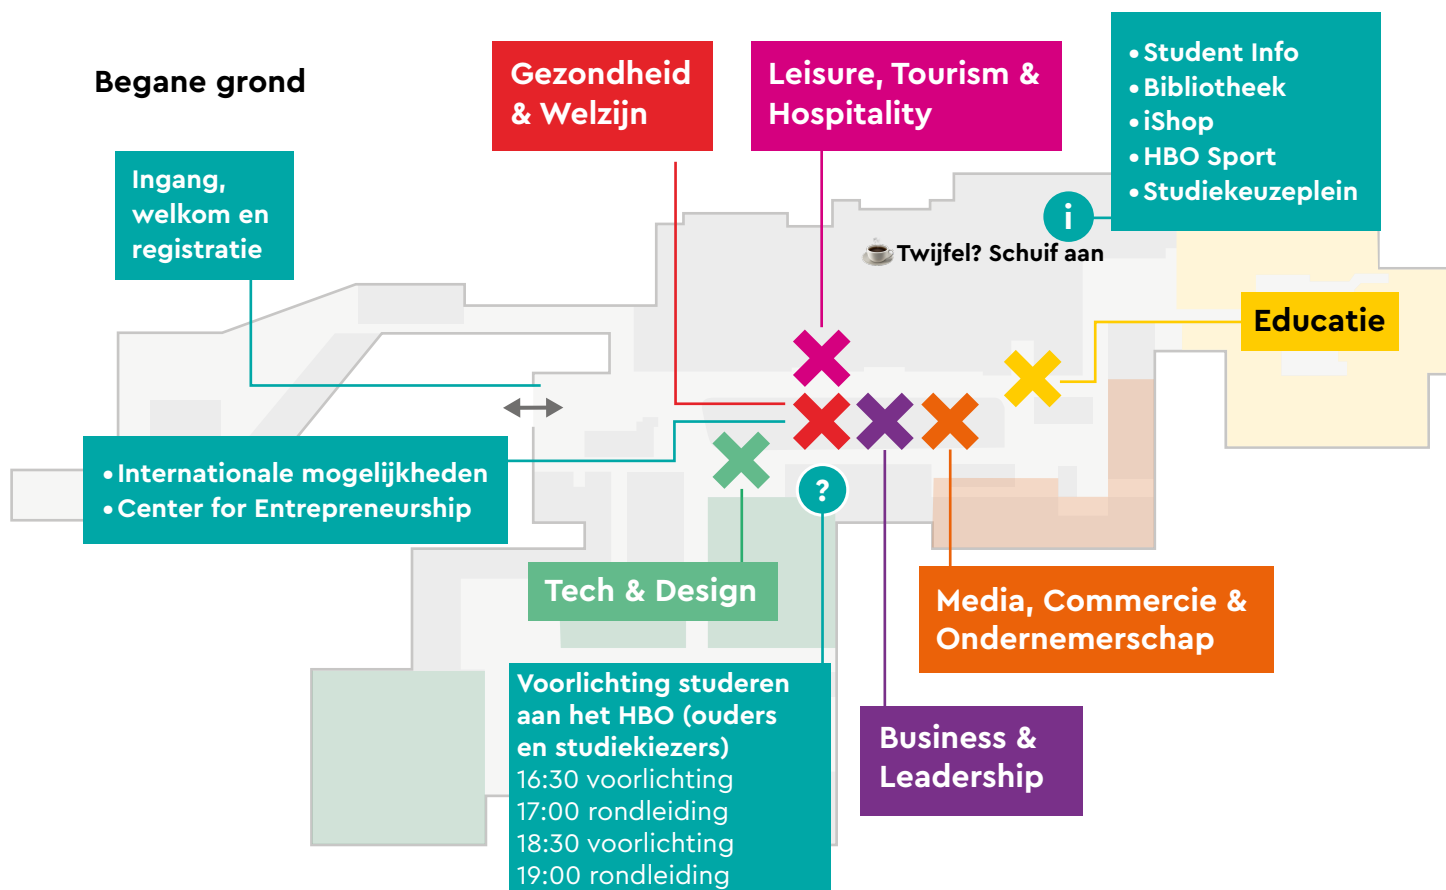 Begane grond
Gezondheid
& Welzijn
Leisure, Tourism &
Hospitality
• Student Info
• Bibliotheek
• iShop
• HBO Sport
• Studiekeuzeplein
Ingang,
welkom en
registratie
i
Twijfel? Schuif aan
Educatie
• Internationale mogelijkheden
• Center for Entrepreneurship
?
Tech & Design
Media, Commercie &
Ondernemerschap
Voorlichting studeren
aan het HBO (ouders
en studiekiezers)
16:30 voorlichting
17:00 rondleiding
18:30 voorlichting
19:00 rondleiding
Business &
Leadership